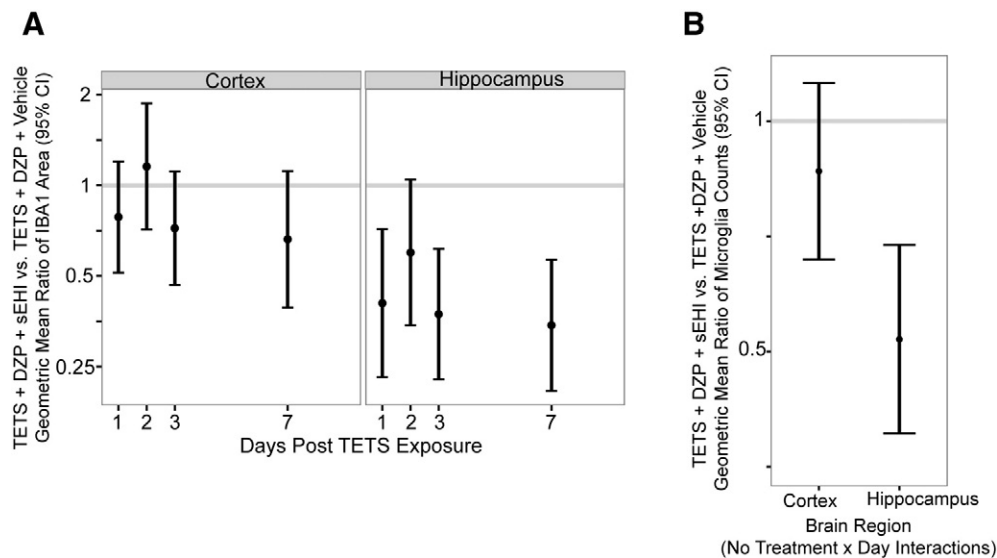 A
TETS + DZP + sEHI vs. TETS + DZP + Vehicle
Geometric Mean Ratio of IBA1 Area (95% CI)
Cortex
Hippocampus
2
1
0.5
0.25
1 2 3 7
1 2 3 7
Days Post TETS Exposure
B
TETS + DZP + sEHI vs. TETS +DZP + Vehicle
Geometric Mean Ratio of Microglia Counts (95% CI)
1
0.5
Cortex
Hippocampus
Brain Region
(No Treatment x Day Interactions)